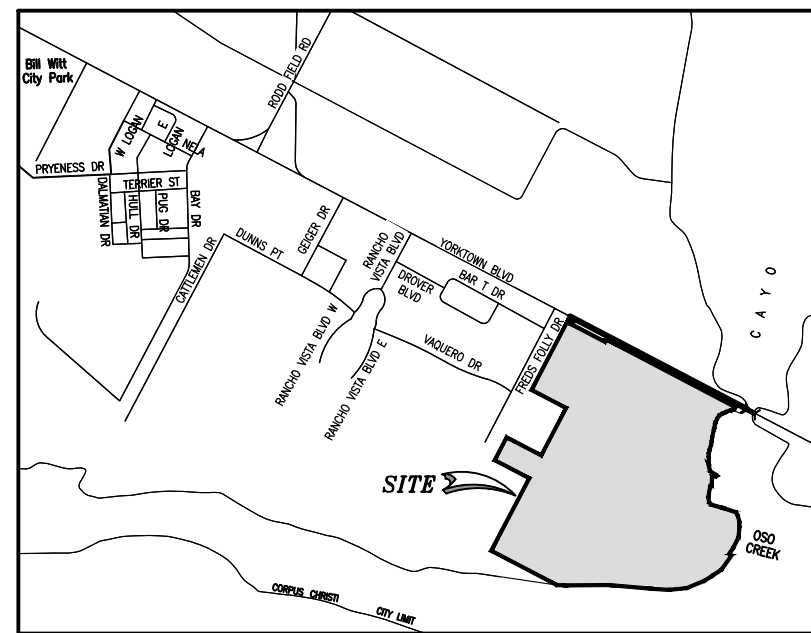 Bill Witt
City Park
RODD FIELD RD
W LOGAN
E
LOGAN
NELA
PRYENESS DR
TERRIER ST
DALMATIAN DR
HULL DR
PUG DR
BAY DR
CATTLEMEN DR
DUNNS PT
GEIGER DR
RANCHO
VISTA BLVD
YORKTOWN BLVD
DROVER
BLVD
BAR T DR
CAYO
RANCHO VISTA BLVD W
RANCHO VISTA BLVD E
VAQUERO DR
FREDS FOLLY DR
SITE
OSO
CREEK
CORPUS CHRISTI
CITY LIMIT